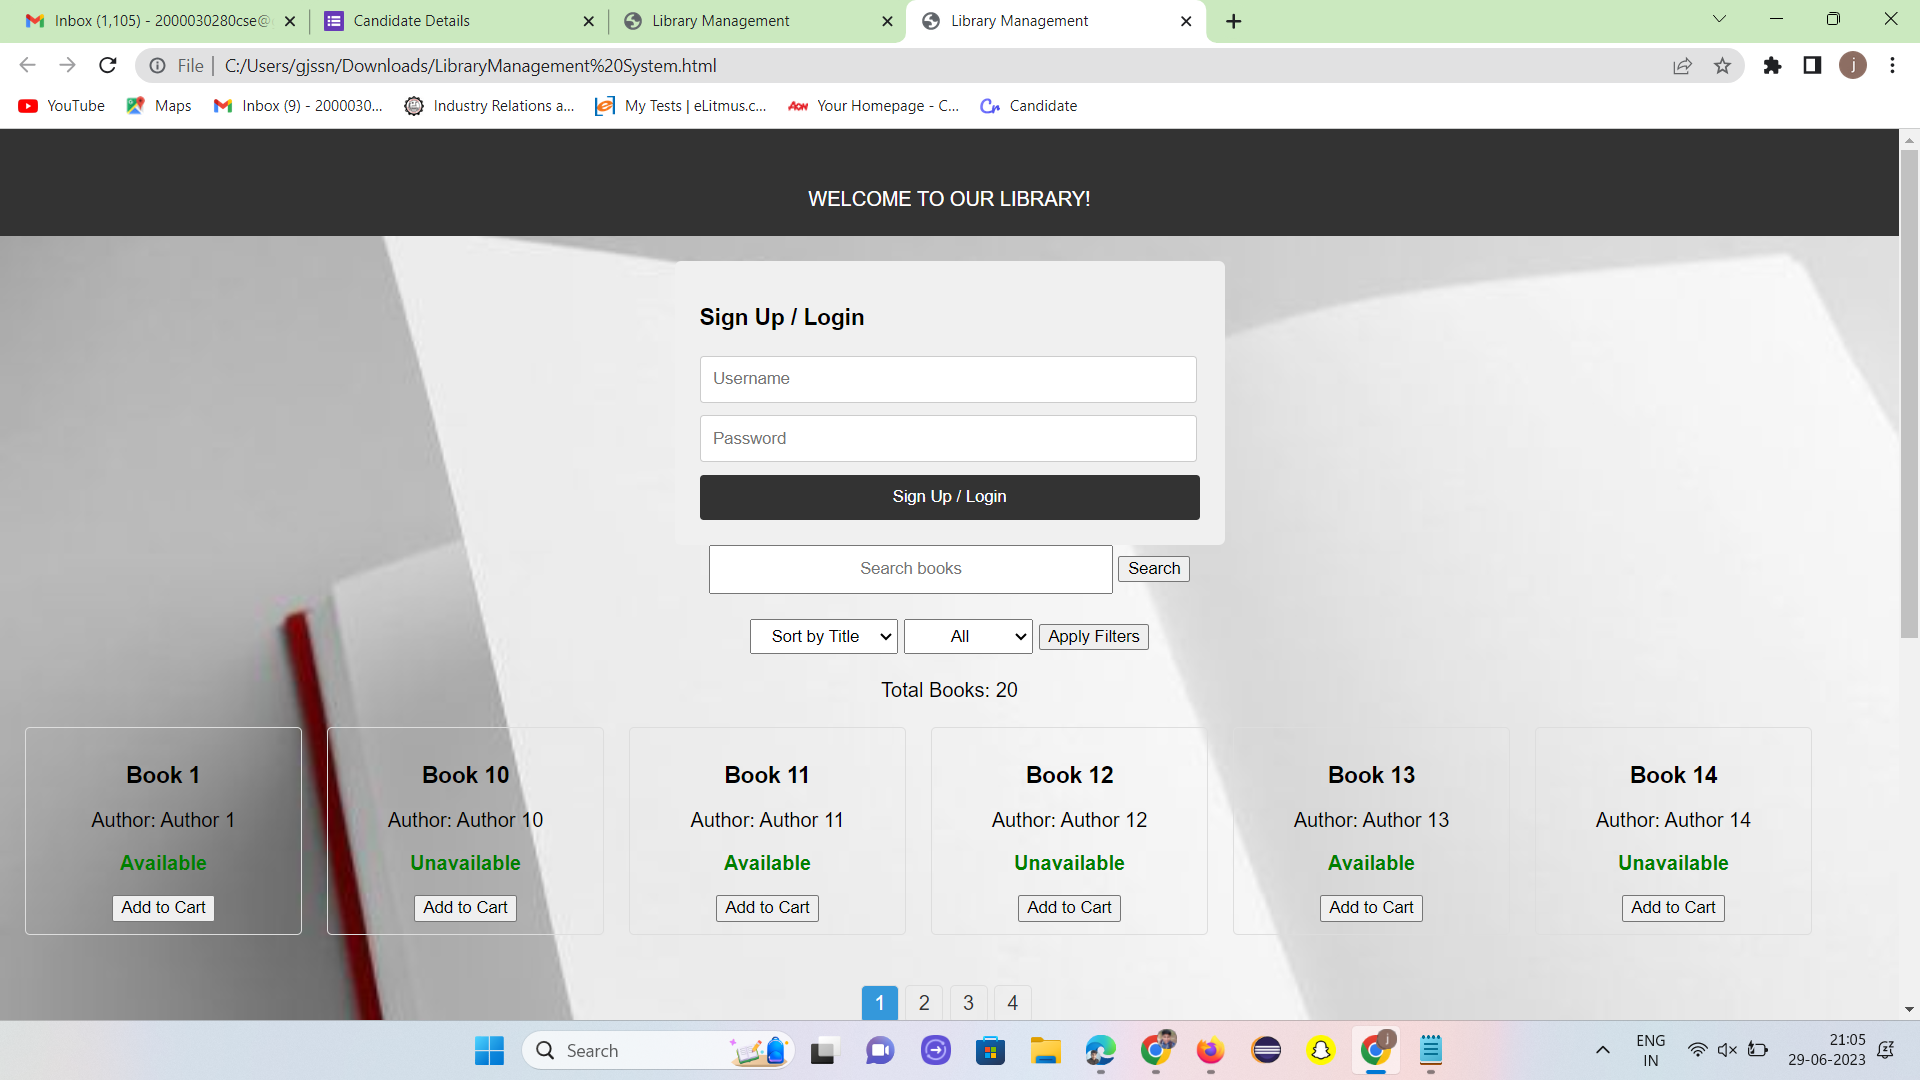 Inbox (1,105) - 2000030280cse@
Candidate Details
Library Management
Library Management
File
C:/Users/gjssn/Downloads/LibraryManagement%20System.html
j
YouTube
Maps
Inbox (9) - 2000030...
Industry Relations a...
My Tests | eLitmus.c...
AON
Your Homepage - C...
Candidate
WELCOME TO OUR LIBRARY!
Sign Up / Login
Username
Password
Sign Up / Login
Search books
Search
Sort by Title
All
Apply Filters
Total Books: 20
Book 1
Author: Author 1
Available
Add to Cart
Book 10
Author: Author 10
Unavailable
Add to Cart
Book 11
Author: Author 11
Available
Add to Cart
Book 12
Author: Author 12
Unavailable
Add to Cart
Book 13
Author: Author 13
Available
Add to Cart
Book 14
Author: Author 14
Unavailable
Add to Cart
1 2 3 4
Search
j
ENG
IN
21:05
29-06-2023